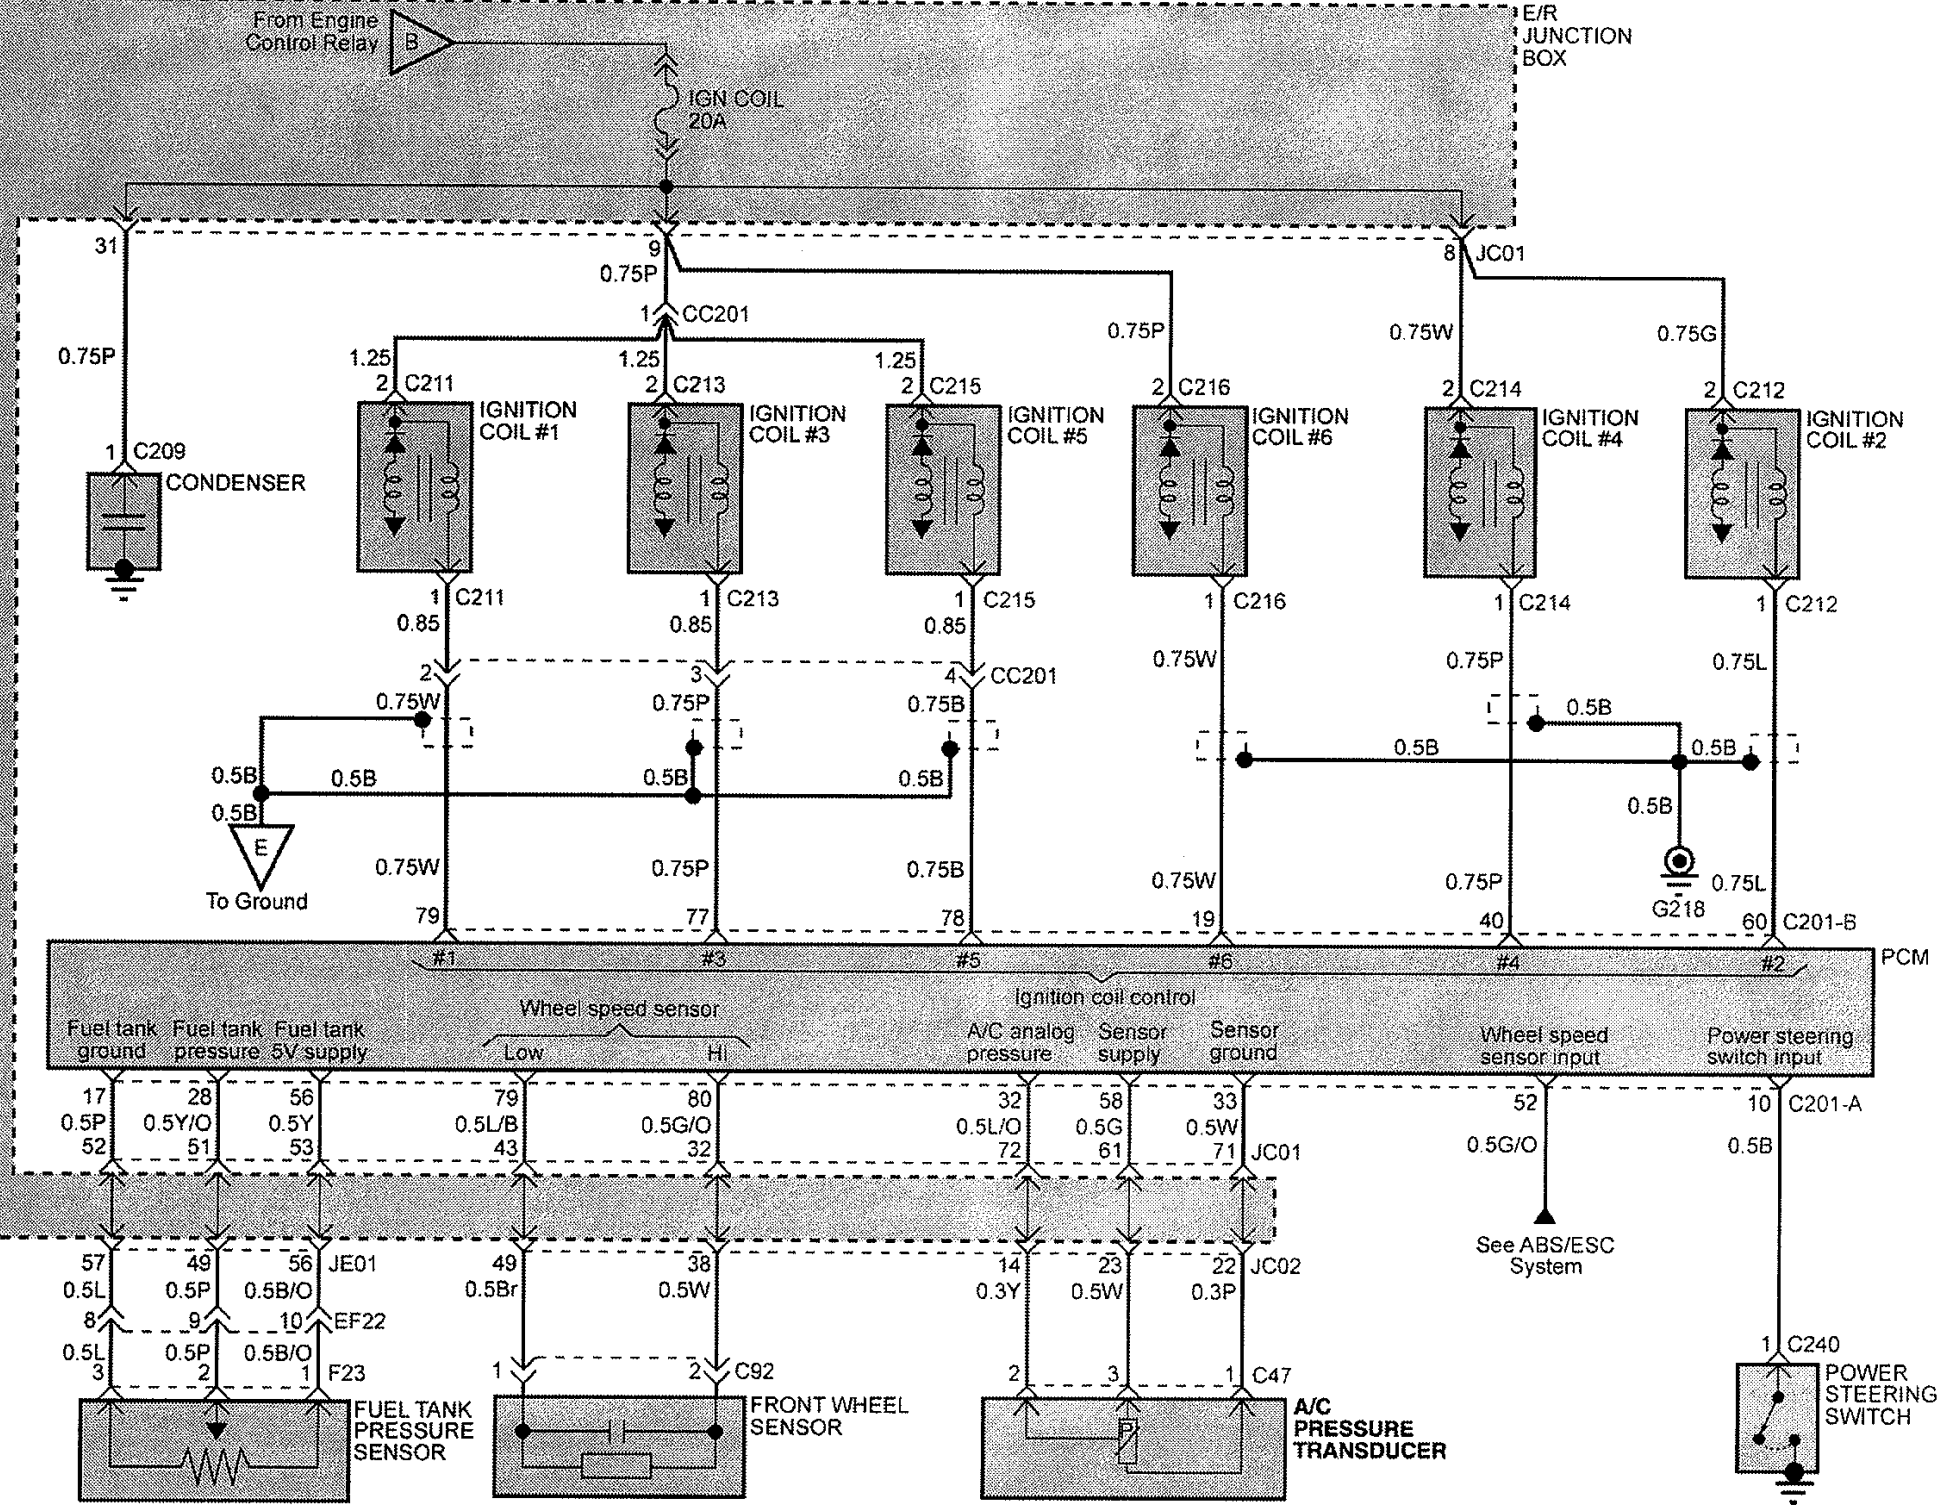 From Engine
Control Relay
B
E/R
JUNCTION
BOX
IGN COIL
20A
31
9
8 JC01
0.75P
1 CC201
0.75P
0.75W
0.75G
0.75P
1.25
1.25
1.25
2 C211
2 C213
2 C215
2 C216
2 C214
2 C212
IGNITION
COIL #1
IGNITION
COIL #3
IGNITION
COIL #5
IGNITION
COIL #6
IGNITION
COIL #4
IGNITION
COIL #2
1 C209
CONDENSER
1 C211
1 C213
1 C215
1 C216
1 C214
1 C212
0.85
0.85
0.85
0.75W
0.75P
0.75L
2
3
4 CC201
0.75W
0.75P
0.75B
0.5B
0.5B
0.5B
0.5B
0.5B
0.5B
0.5B
0.5B
0.5B
E
To Ground
G218
0.75W
0.75P
0.75B
0.75W
0.75P
0.75L
79
77
78
19
40
60 C201-B
#1
#3
#5
#6
#4
#2
PCM
Ignition coil control
Wheel speed sensor
Fuel tank
ground
Fuel tank
pressure
Fuel tank
5V supply
Low
Hi
A/C analog
pressure
Sensor
supply
Sensor
ground
Wheel speed
sensor input
Power steering
switch input
17
28
56
79
80
32
58
33
52
10 C201-A
0.5P
0.5Y/O
0.5Y
0.5L/B
0.5G/O
0.5L/O
0.5G
0.5W
0.5G/O
0.5B
52
51
53
43
32
72
61
71 JC01
See ABS/ESC
System
57
49
56 JE01
49
38
14
23
22 JC02
0.5L
0.5P
0.5B/O
0.5Br
0.5W
0.3Y
0.5W
0.3P
8
9
10 EF22
0.5L
0.5P
0.5B/O
3
2
1 F23
1
2 C92
2
3
1 C47
1 C240
FUEL TANK
PRESSURE
SENSOR
FRONT WHEEL
SENSOR
P
A/C
PRESSURE
TRANSDUCER
POWER
STEERING
SWITCH